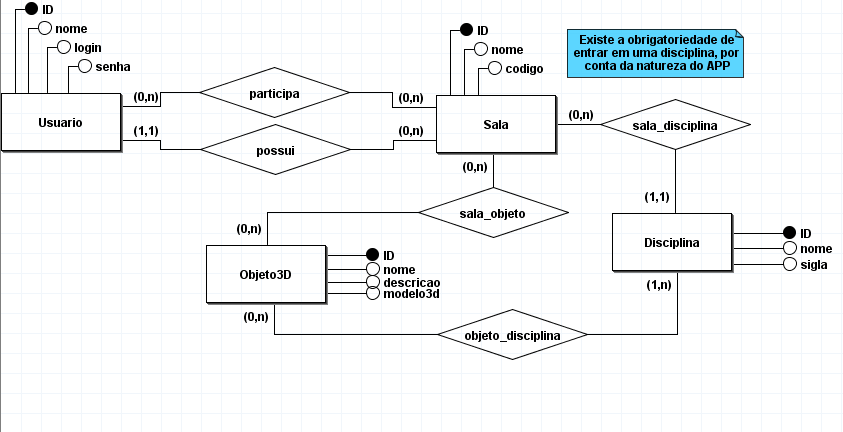 ID
nome
login
senha
Usuario
(0,n)
participa
(0,n)
(1,1)
possui
(0,n)
ID
nome
codigo
Sala
Existe a obrigatoriedade de
entrar em uma disciplina, por
conta da natureza do APP
(0,n)
sala_disciplina
(1,1)
(0,n)
sala_objeto
(0,n)
Disciplina
ID
nome
sigla
(1,n)
Objeto3D
ID
nome
descricao
modelo3d
(0,n)
objeto_disciplina